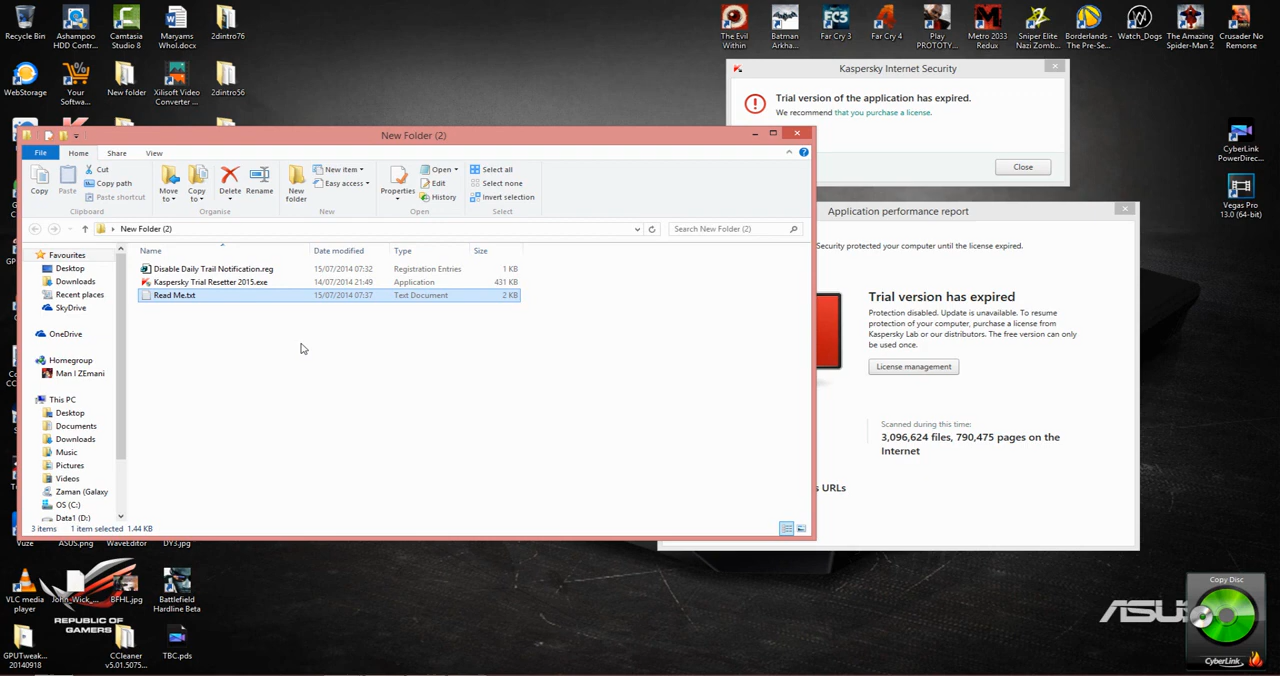 Recycle Bin
Ashampoo HDD Contr...
Camtasia Studio 8
Maryams Whol.docx
2dintro76
The Evil Within
Batman Arkha...
Far Cry 3
Far Cry 4
Play PROTOTY...
Metro 2033 Redux
Sniper Elite Nazi Zomb...
Borderlands - The Pre-Se...
Watch_Dogs
The Amazing Spider-Man 2
Crusader No Remorse
WebStorage
Your Softwa...
New folder
Xilisoft Video Converter ...
2dintro56
Kaspersky Internet Security
Trial version of the application has expired.
We recommend that you purchase a license.
Close
CyberLink PowerDirec...
Vegas Pro 13.0 (64-bit)
New Folder (2)
File
Home
Share
View
Copy
Paste
Cut
Copy path
Paste shortcut
Clipboard
Move to
Copy to
Delete
Rename
Organise
New folder
New item
Easy access
New
Properties
Open
Edit
History
Open
Select all
Select none
Invert selection
Select
New Folder (2)
Search New Folder (2)
Favourites
Desktop
Downloads
Recent places
SkyDrive
OneDrive
Homegroup
Man I ZEmani
This PC
Desktop
Documents
Downloads
Music
Pictures
Videos
Zaman (Galaxy
OS (C:)
Data1 (D:)
Name
Date modified
Type
Size
Disable Daily Trail Notification.reg 15/07/2014 07:32 Registration Entries 1 KB
Kaspersky Trial Resetter 2015.exe 14/07/2014 21:49 Application 431 KB
Read Me.txt 15/07/2014 07:37 Text Document 2 KB
3 items 1 item selected 1.44 KB
Application performance report
Security protected your computer until the license expired.
Trial version has expired
Protection disabled. Update is unavailable. To resume
protection of your computer, purchase a license from
Kaspersky Lab or our distributors. The free version can only
be used once.
License management
Scanned during this time:
3,096,624 files, 790,475 pages on the
Internet
s URLs
Vuze
ASUS.png
WaveEditor
DY3.jpg
VLC media player
John_Wick_...
BFHL.jpg
Battlefield Hardline Beta
REPUBLIC OF
GAMERS
GPUTweak... 20140918
CCleaner v5.01.5075...
TBC.pds
ASUS
Copy Disc
CyberLink